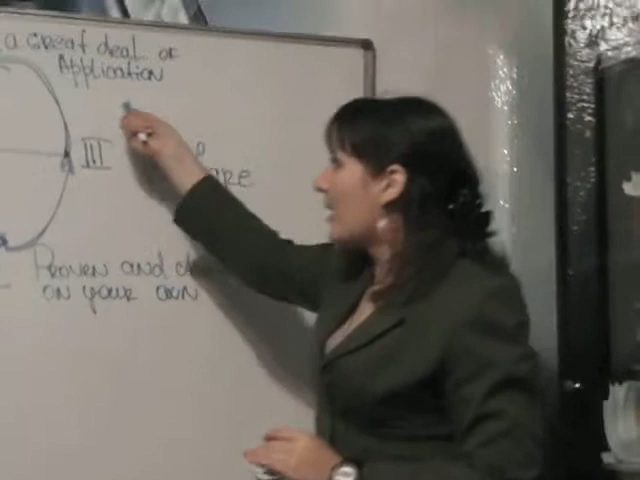 a great deal of
Application
III
Proven and
on your own